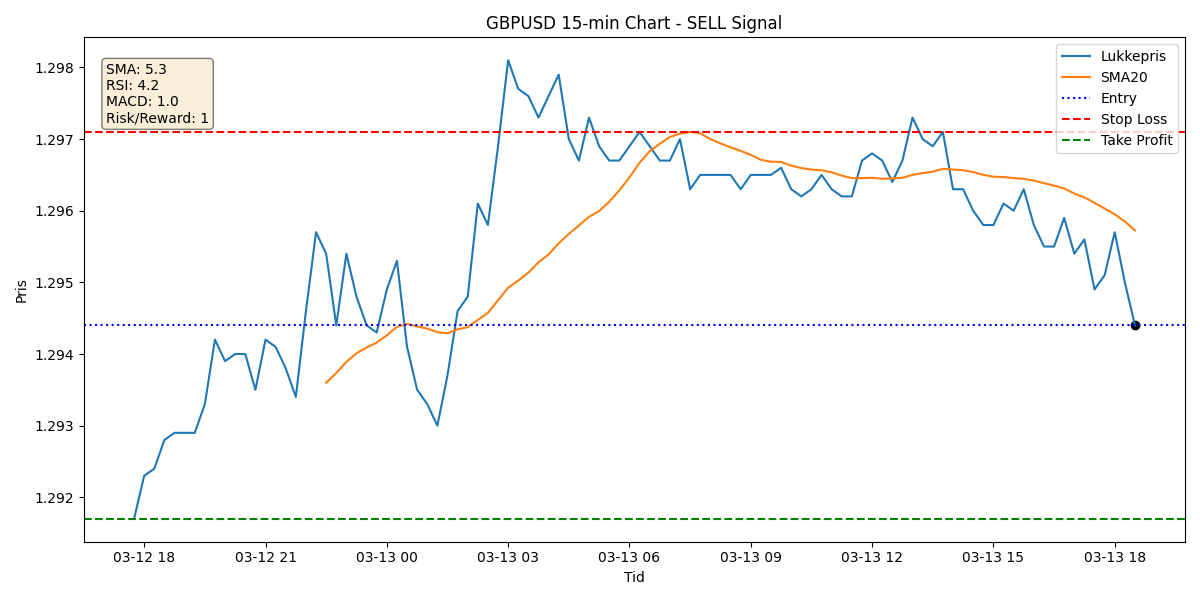 GBPUSD 15-min Chart - SELL Signal
SMA: 5.3
RSI: 4.2
MACD: 1.0
Risk/Reward: 1
Lukkepris
SMA20
Entry
Stop Loss
Take Profit
1.298
1.297
1.296
1.295
1.294
1.293
1.292
Pris
03-12 18
03-12 21
03-13 00
03-13 03
03-13 06
03-13 09
03-13 12
03-13 15
03-13 18
Tid